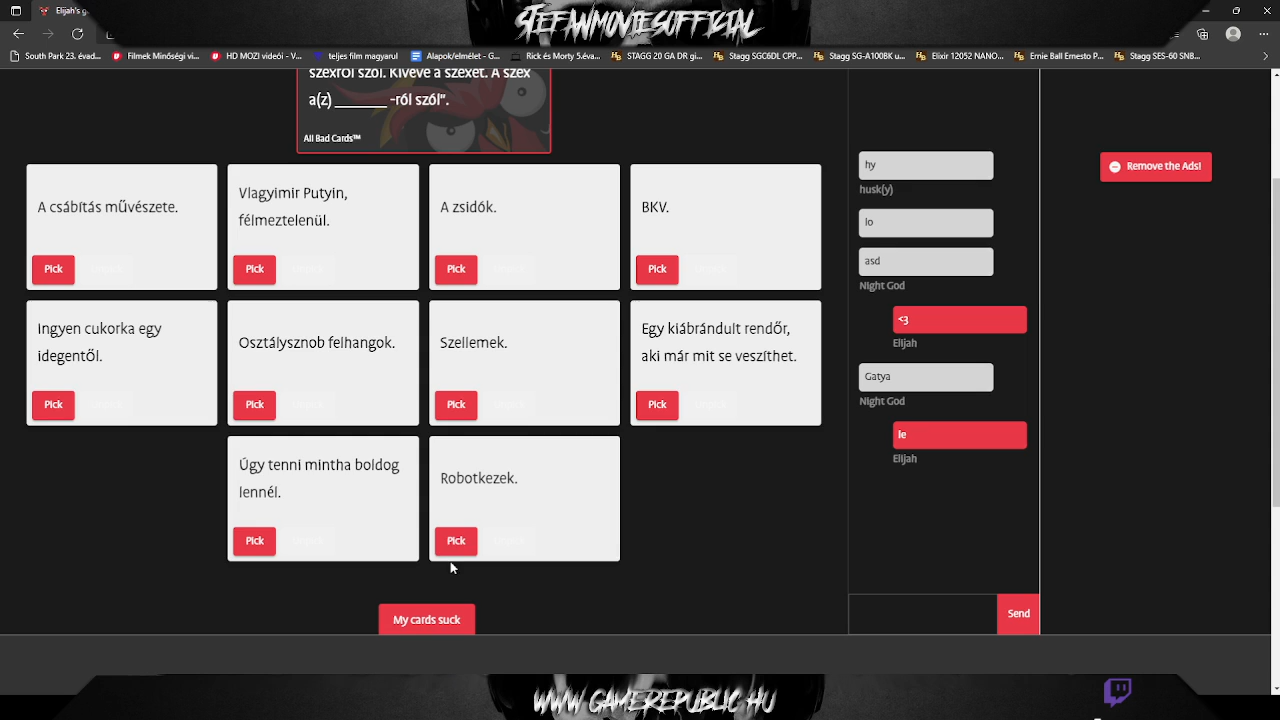 STEFANMOVIESOFFICIAL
Elijah's g
South Park 23. évad...
Filmek Minőségi vi...
HD MOZI videói - V...
teljes film magyarul
Alapok/elmélet - G...
Rick és Morty 5.éva...
STAGG 20 GA DR gi...
Stagg SGC6DL CPP...
Stagg SG-A100BK u...
Elixir 12052 NANO...
Ernie Ball Ernesto P...
Stagg SES-60 SNB...
szexről szól. Kivéve a szexet. A szex
a(z) _______ -ról szól".
All Bad Cards™
A csábítás művészete.
Pick
Vlagyimir Putyin,
félmeztelenül.
Pick
A zsidók.
Pick
BKV.
Pick
Ingyen cukorka egy
idegentől.
Pick
Osztálysznob felhangok.
Pick
Szellemek.
Pick
Egy kiábrándult rendőr,
aki már mit se veszíthet.
Pick
Úgy tenni mintha boldog
lennél.
Pick
Robotkezek.
Pick
My cards suck
hy
husk(y)
lo
asd
Night God
<3
Elijah
Gatya
Night God
le
Elijah
Send
Remove the Ads!
WWW.GAMEREPUBLIC.HU